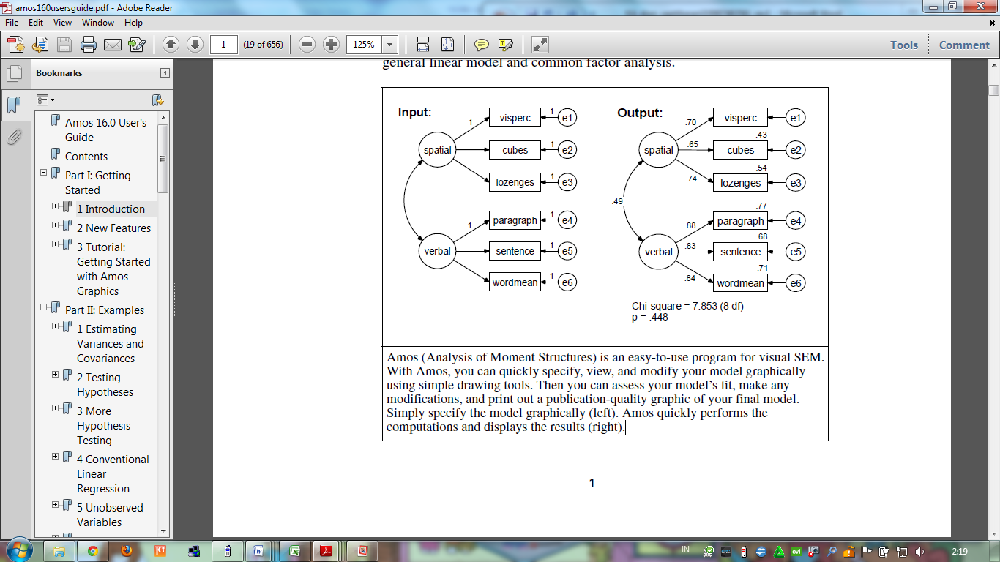 amos160usersguide.pdf - Adobe Reader
File Edit View Window Help
1 (19 of 656) 125% Tools Comment
Bookmarks
Amos 16.0 User's
Guide
Contents
Part I: Getting
Started
1 Introduction
2 New Features
3 Tutorial:
Getting Started
with Amos
Graphics
Part II: Examples
1 Estimating
Variances and
Covariances
2 Testing
Hypotheses
3 More
Hypothesis
Testing
4 Conventional
Linear
Regression
5 Unobserved
Variables
general linear model and common factor analysis.
Input:
1 visperc 1 e1
spatial cubes 1 e2
lozenges 1 e3
1 paragraph 1 e4
verbal sentence 1 e5
wordmean 1 e6
Output:
.70 visperc e1
.43
spatial .65 cubes e2
.54
.74 lozenges e3
.49
.77
.88 paragraph e4
.68
verbal .83 sentence e5
.71
.84 wordmean e6
Chi-square = 7.853 (8 df)
p = .448
Amos (Analysis of Moment Structures) is an easy-to-use program for visual SEM.
With Amos, you can quickly specify, view, and modify your model graphically
using simple drawing tools. Then you can assess your model’s fit, make any
modifications, and print out a publication-quality graphic of your final model.
Simply specify the model graphically (left). Amos quickly performs the
computations and displays the results (right).
1
IN ovi 2:19